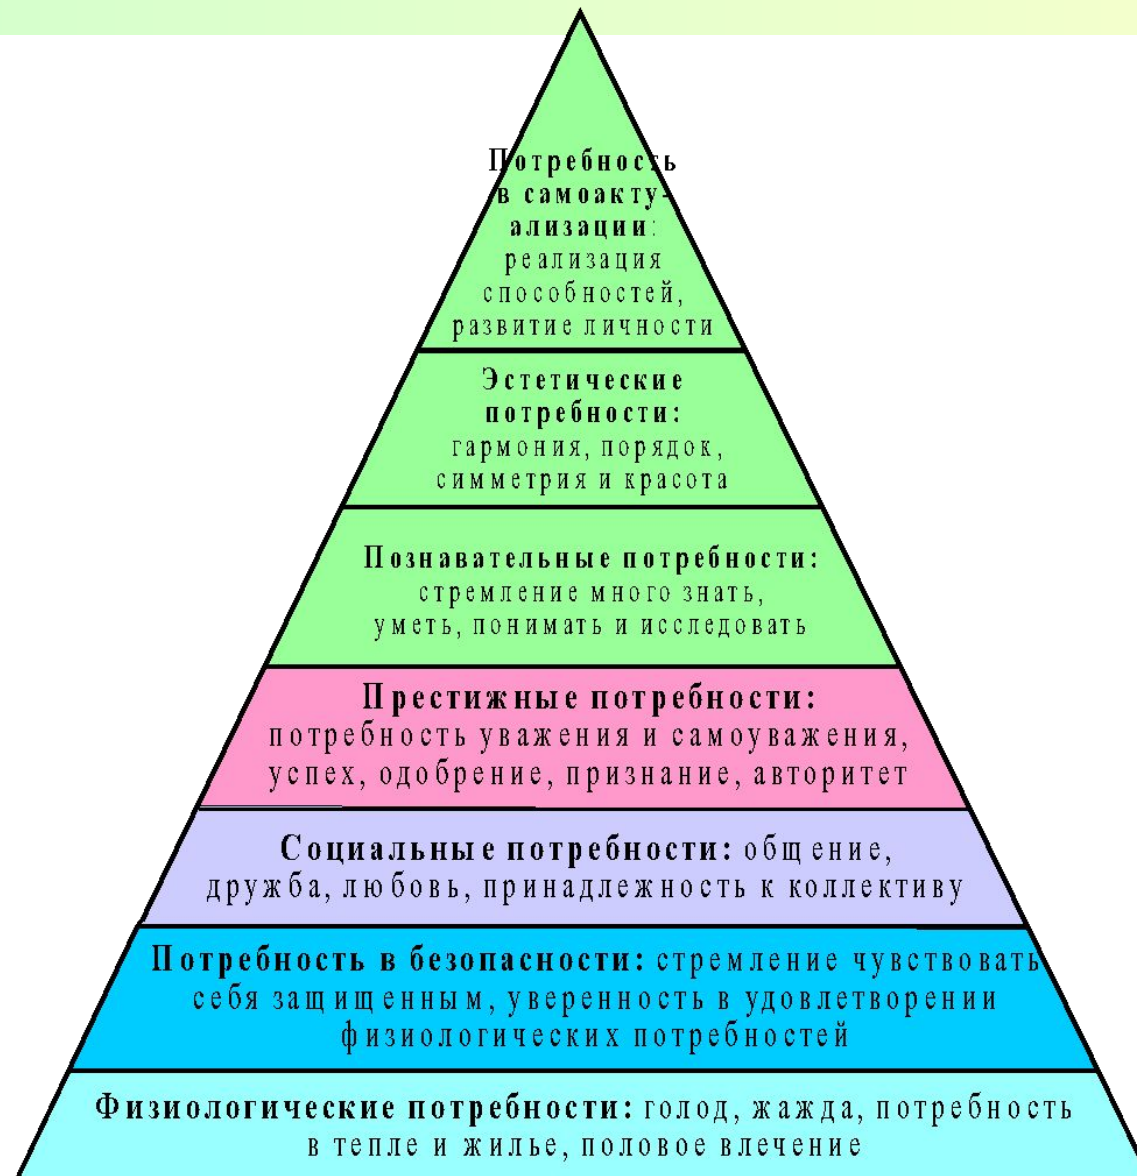 Потребность
в самоакту-
ализации:
реализация
способностей,
развитие личности
Эстетические
потребности:
гармония, порядок,
симметрия и красота
Познавательные потребности:
стремление много знать,
уметь, понимать и исследовать
Престижные потребности:
потребность уважения и самоуважения,
успех, одобрение, признание, авторитет
Социальные потребности: общение,
дружба, любовь, принадлежность к коллективу
Потребность в безопасности: стремление чувствовать
себя защищенным, уверенность в удовлетворении
физиологических потребностей
Физиологические потребности: голод, жажда, потребность
в тепле и жилье, половое влечение